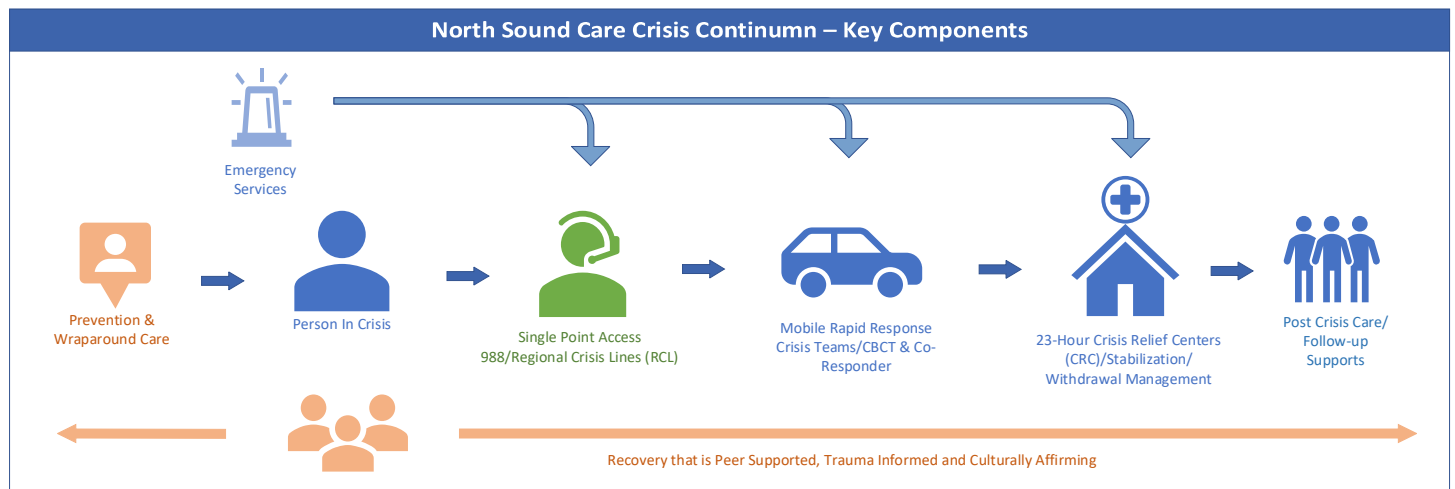 North Sound Care Crisis Continumn – Key Components
Emergency
Services
Prevention &
Wraparound Care
Person In Crisis
Single Point Access
988/Regional Crisis Lines (RCL)
Mobile Rapid Response
Crisis Teams/CBCT & Co-
Responder
23-Hour Crisis Relief Centers
(CRC)/Stabilization/
Withdrawal Management
Post Crisis Care/
Follow-up
Supports
Recovery that is Peer Supported, Trauma Informed and Culturally Affirming